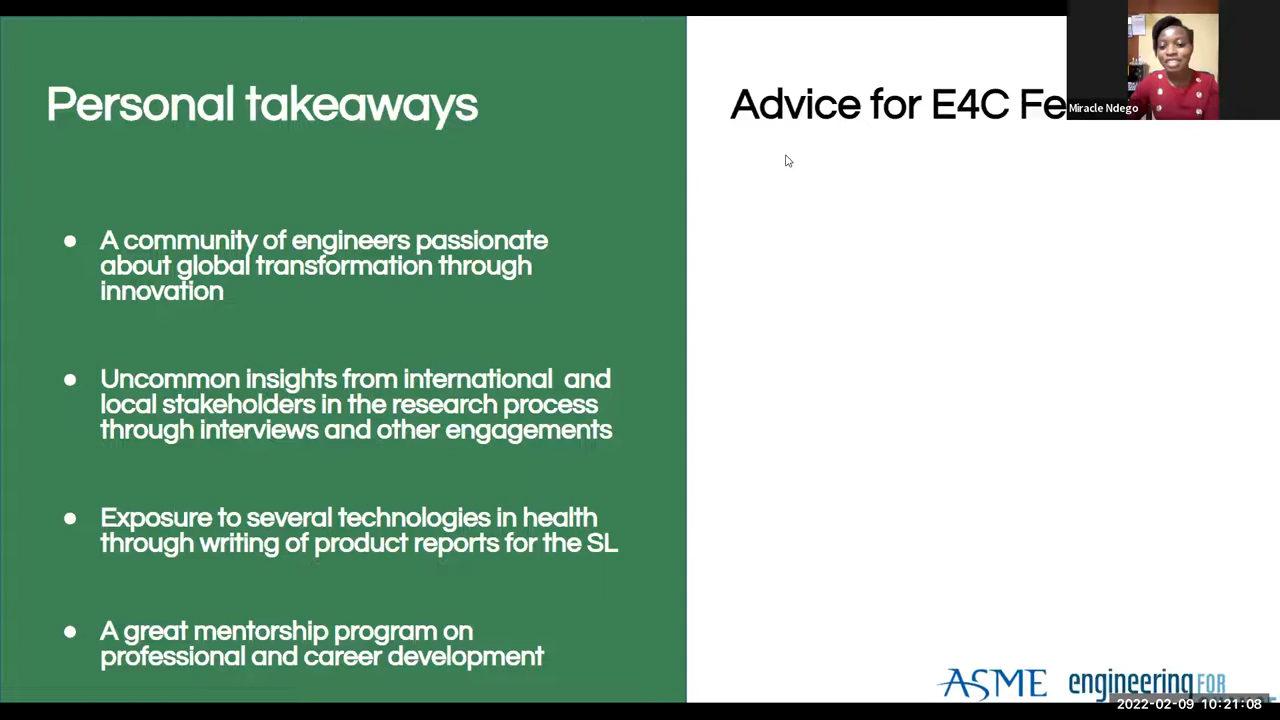 Personal takeaways
● A community of engineers passionate
about global transformation through
innovation
● Uncommon insights from international and
local stakeholders in the research process
through interviews and other engagements
● Exposure to several technologies in health
through writing of product reports for the SL
● A great mentorship program on
professional and career development
Advice for E4C Fe
Miracle Ndego
ASME
engineering FOR
2022-02-09 10:21:08